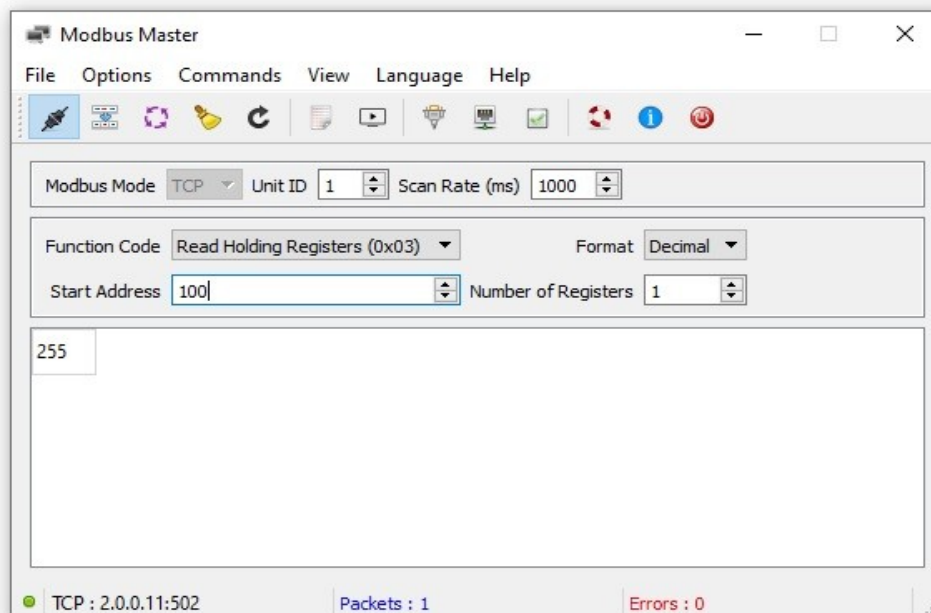 Modbus Master
File Options Commands View Language Help
Modbus Mode TCP Unit ID 1 Scan Rate (ms) 1000
Function Code Read Holding Registers (0x03) Format Decimal
Start Address 100 Number of Registers 1
255
TCP : 2.0.0.11:502 Packets : 1 Errors : 0